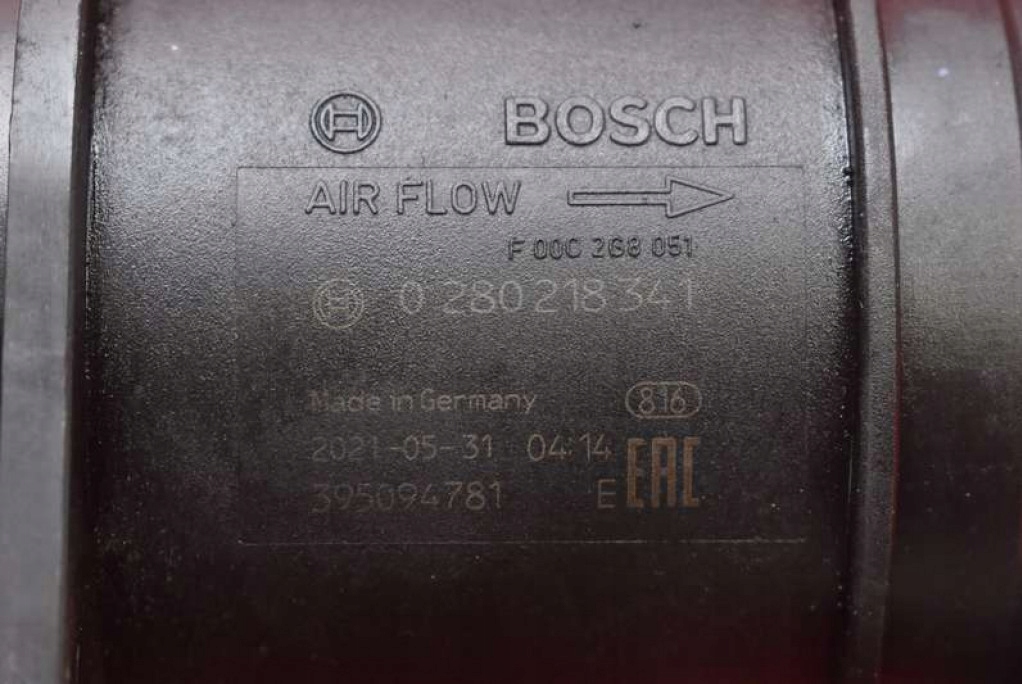 BOSCH
AIR FLOW
F 00C 2G8 051
0 280 218 341
Made in Germany 816
2021-05-31 04:14
395094781 E EAC